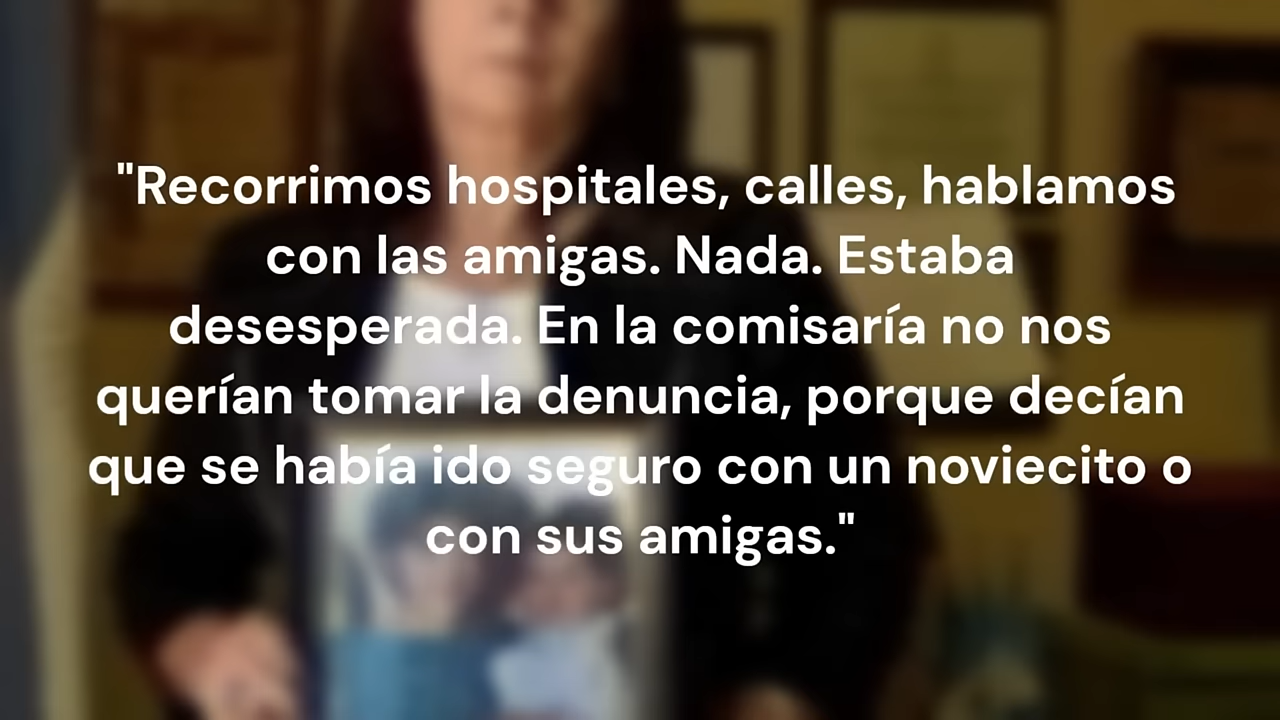 "Recorrimos hospitales, calles, hablamos
con las amigas. Nada. Estaba
desesperada. En la comisaría no nos
querían tomar la denuncia, porque decían
que se había ido seguro con un noviecito o
con sus amigas."